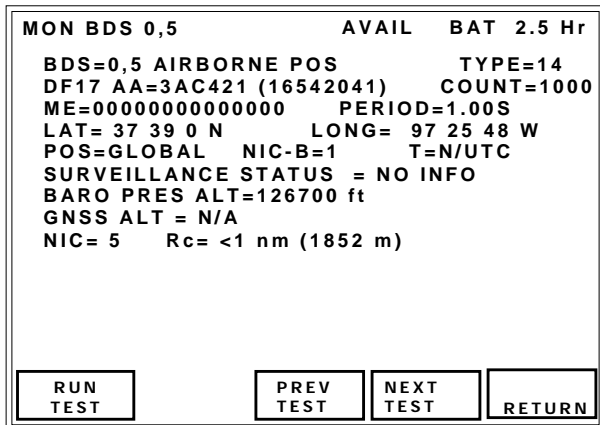 MON BDS 0,5 AVAIL BAT 2.5 Hr
BDS=0,5 AIRBORNE POS TYPE=14
DF17 AA=3AC421 (16542041) COUNT=1000
ME=00000000000000 PERIOD=1.00S
LAT= 37 39 0 N LONG= 97 25 48 W
POS=GLOBAL NIC-B=1 T=N/UTC
SURVEILLANCE STATUS = NO INFO
BARO PRES ALT=126700 ft
GNSS ALT = N/A
NIC= 5 Rc= <1 nm (1852 m)
RUN TEST
PREV TEST
NEXT TEST
RETURN